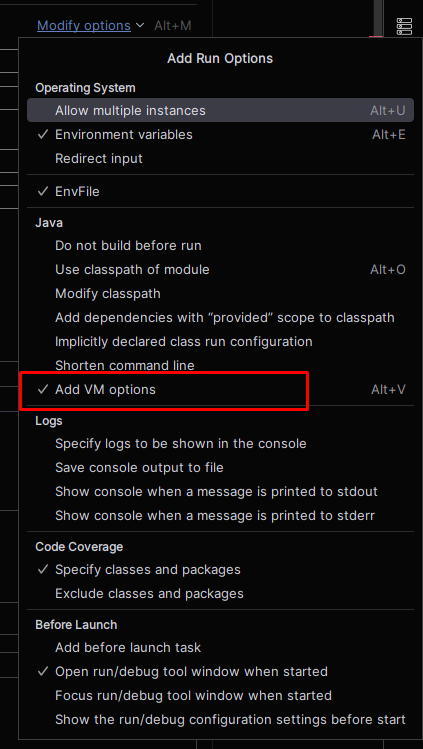 Modify options Alt+M
Add Run Options
Operating System
Allow multiple instances Alt+U
Environment variables Alt+E
Redirect input
EnvFile
Java
Do not build before run
Use classpath of module Alt+O
Modify classpath
Add dependencies with “provided” scope to classpath
Implicitly declared class run configuration
Shorten command line
Add VM options Alt+V
Logs
Specify logs to be shown in the console
Save console output to file
Show console when a message is printed to stdout
Show console when a message is printed to stderr
Code Coverage
Specify classes and packages
Exclude classes and packages
Before Launch
Add before launch task
Open run/debug tool window when started
Focus run/debug tool window when started
Show the run/debug configuration settings before start